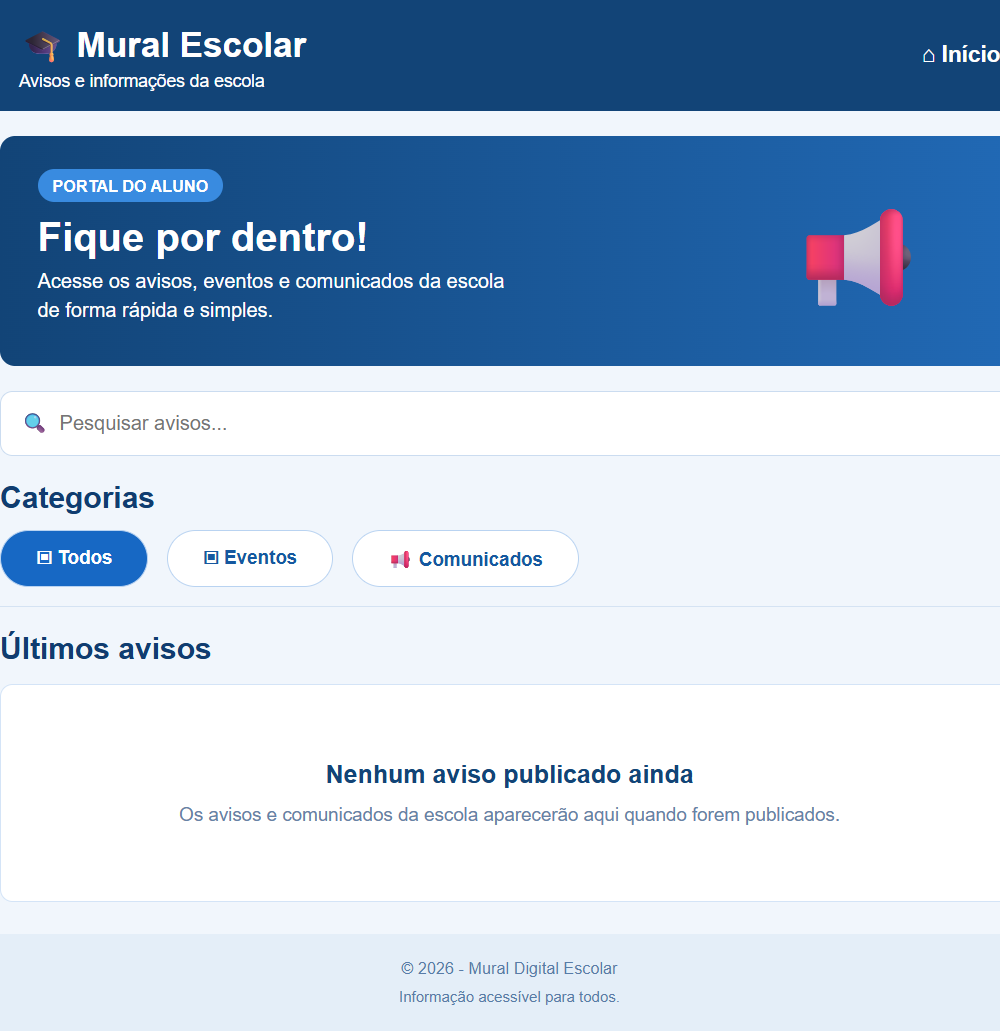 Mural Escolar
Avisos e informações da escola
⌂ Início
PORTAL DO ALUNO
Fique por dentro!
Acesse os avisos, eventos e comunicados da escola
de forma rápida e simples.
Pesquisar avisos...
Categorias
▣ Todos
▣ Eventos
Comunicados
Últimos avisos
Nenhum aviso publicado ainda
Os avisos e comunicados da escola aparecerão aqui quando forem publicados.
© 2026 - Mural Digital Escolar
Informação acessível para todos.